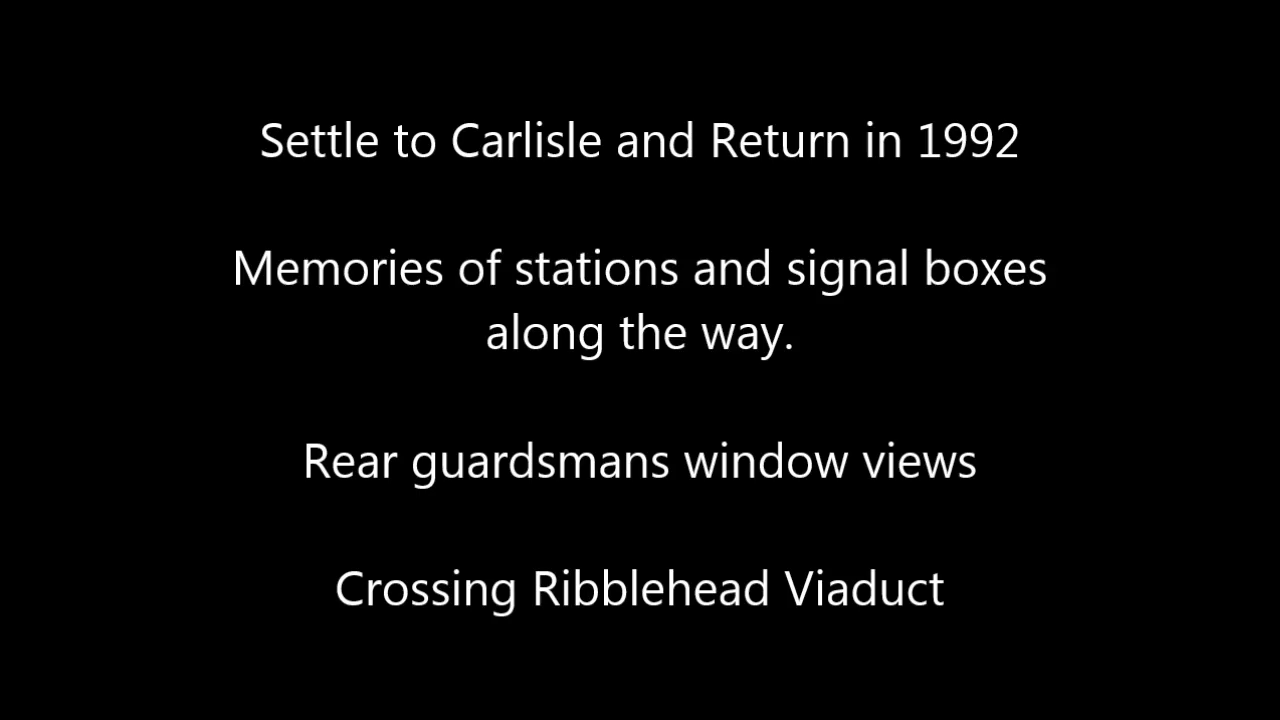 Settle to Carlisle and Return in 1992
Memories of stations and signal boxes
along the way.
Rear guardsmans window views
Crossing Ribblehead Viaduct